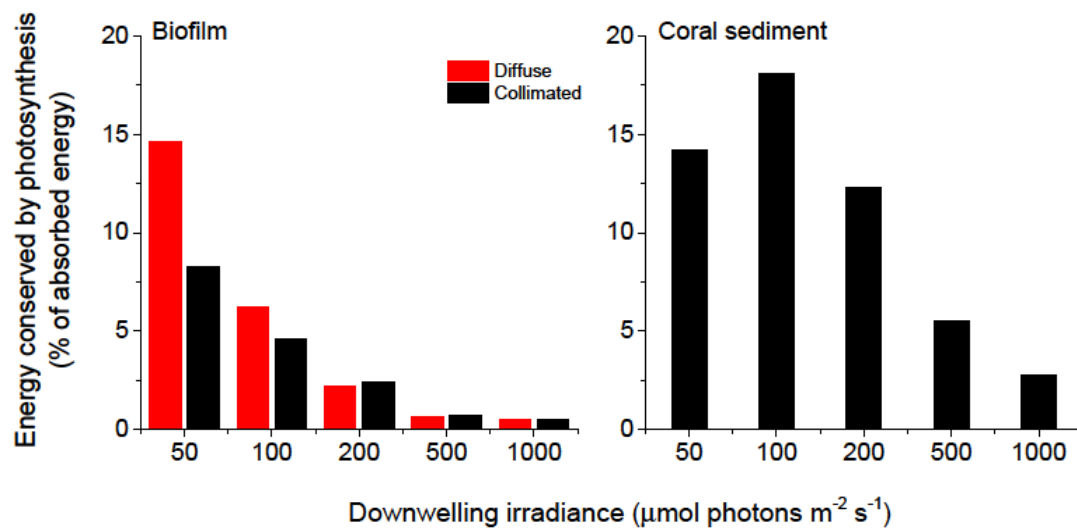 Energy conserved by photosynthesis
(% of absorbed energy)
Biofilm
Diffuse
Collimated
20
15
10
5
0
50 100 200 500 1000
Coral sediment
20
15
10
5
0
50 100 200 500 1000
Downwelling irradiance (μmol photons m⁻² s⁻¹)